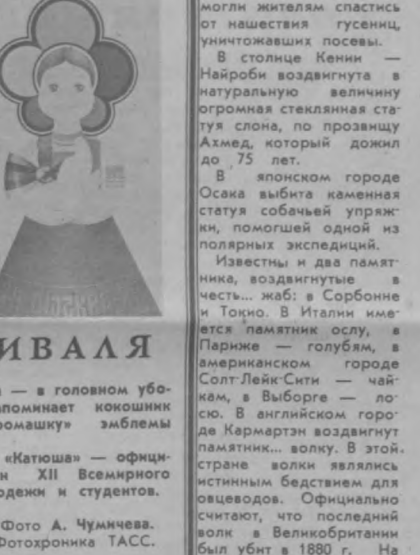 ИВАЛЯ
— в головном убо-
апоминает кокошник
ромашку» эмблемы
«Катюша» — офици-
н XII Всемирного
одежи и студентов.
Фото А. Чумичева.
Фотохроника ТАСС.
могли жителям спастись
от нашествия гусениц,
уничтожавших посевы.
В столице Кении —
Найроби воздвигнута в
натуральную величину
огромная стеклянная ста-
туя слона, по прозвищу
Ахмед, который дожил
до 75 лет.
В японском городе
Осака выбита каменная
статуя собачьей упряж-
ки, помогшей одной из
полярных экспедиций.
Известны и два памят-
ника, воздвигнутые в
честь... жаб: в Сорбонне
и Токио. В Италии име-
ется памятник ослу, в
Париже — голубям, в
американском городе
Солт-Лейк-Сити — чай-
кам, в Выборге — ло-
сю. В английском горо-
де Кармартэн воздвигнут
памятник... волку. В этой
стране волки являлись
истинным бедствием для
овцеводов. Официально
считают, что последний
волк в Великобритании
был убит в 1880 г. На